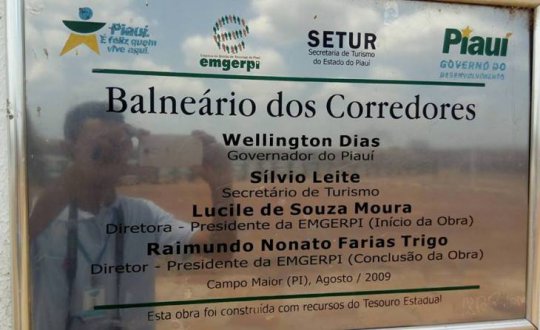 Piauí.
É feliz quem
vive aqui.
emgerpi
SETUR
Secretaria de Turismo
do Estado do Piauí
Piauí
GOVERNO DO
DESENVOLVIMENTO
Balneário dos Corredores
Wellington Dias
Governador do Piauí
Sílvio Leite
Secretário de Turismo
Lucile de Souza Moura
Diretora - Presidente da EMGERPI (Início da Obra)
Raimundo Nonato Farias Trigo
Diretor - Presidente da EMGERPI (Conclusão da Obra)
Campo Maior (PI), Agosto / 2009
Esta obra foi construida com recursos do Tesouro Estadual